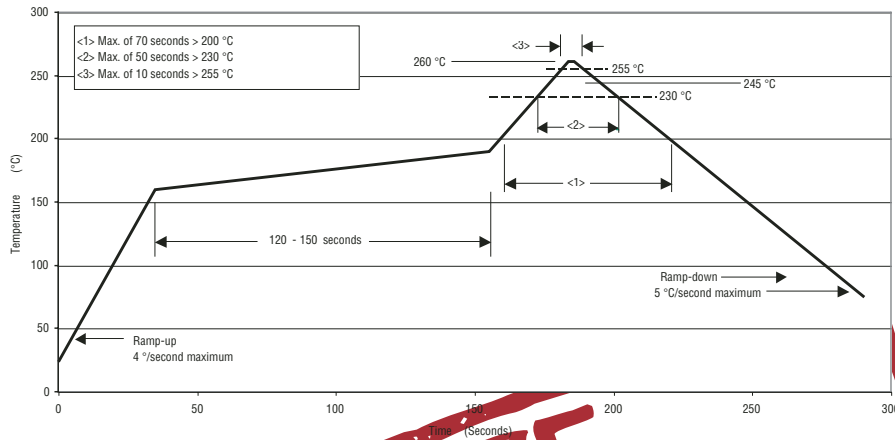 300
<1> Max. of 70 seconds > 200 °C
<2> Max. of 50 seconds > 230 °C
<3> Max. of 10 seconds > 255 °C
<3>
260 °C
255 °C
250
245 °C
230 °C
<2>
200
<1>
150
Temperature (°C)
120 - 150 seconds
100
Ramp-down
5 °C/second maximum
50
Ramp-up
4 °/second maximum
0
0 50 100 150 200 250 300
Time (Seconds)